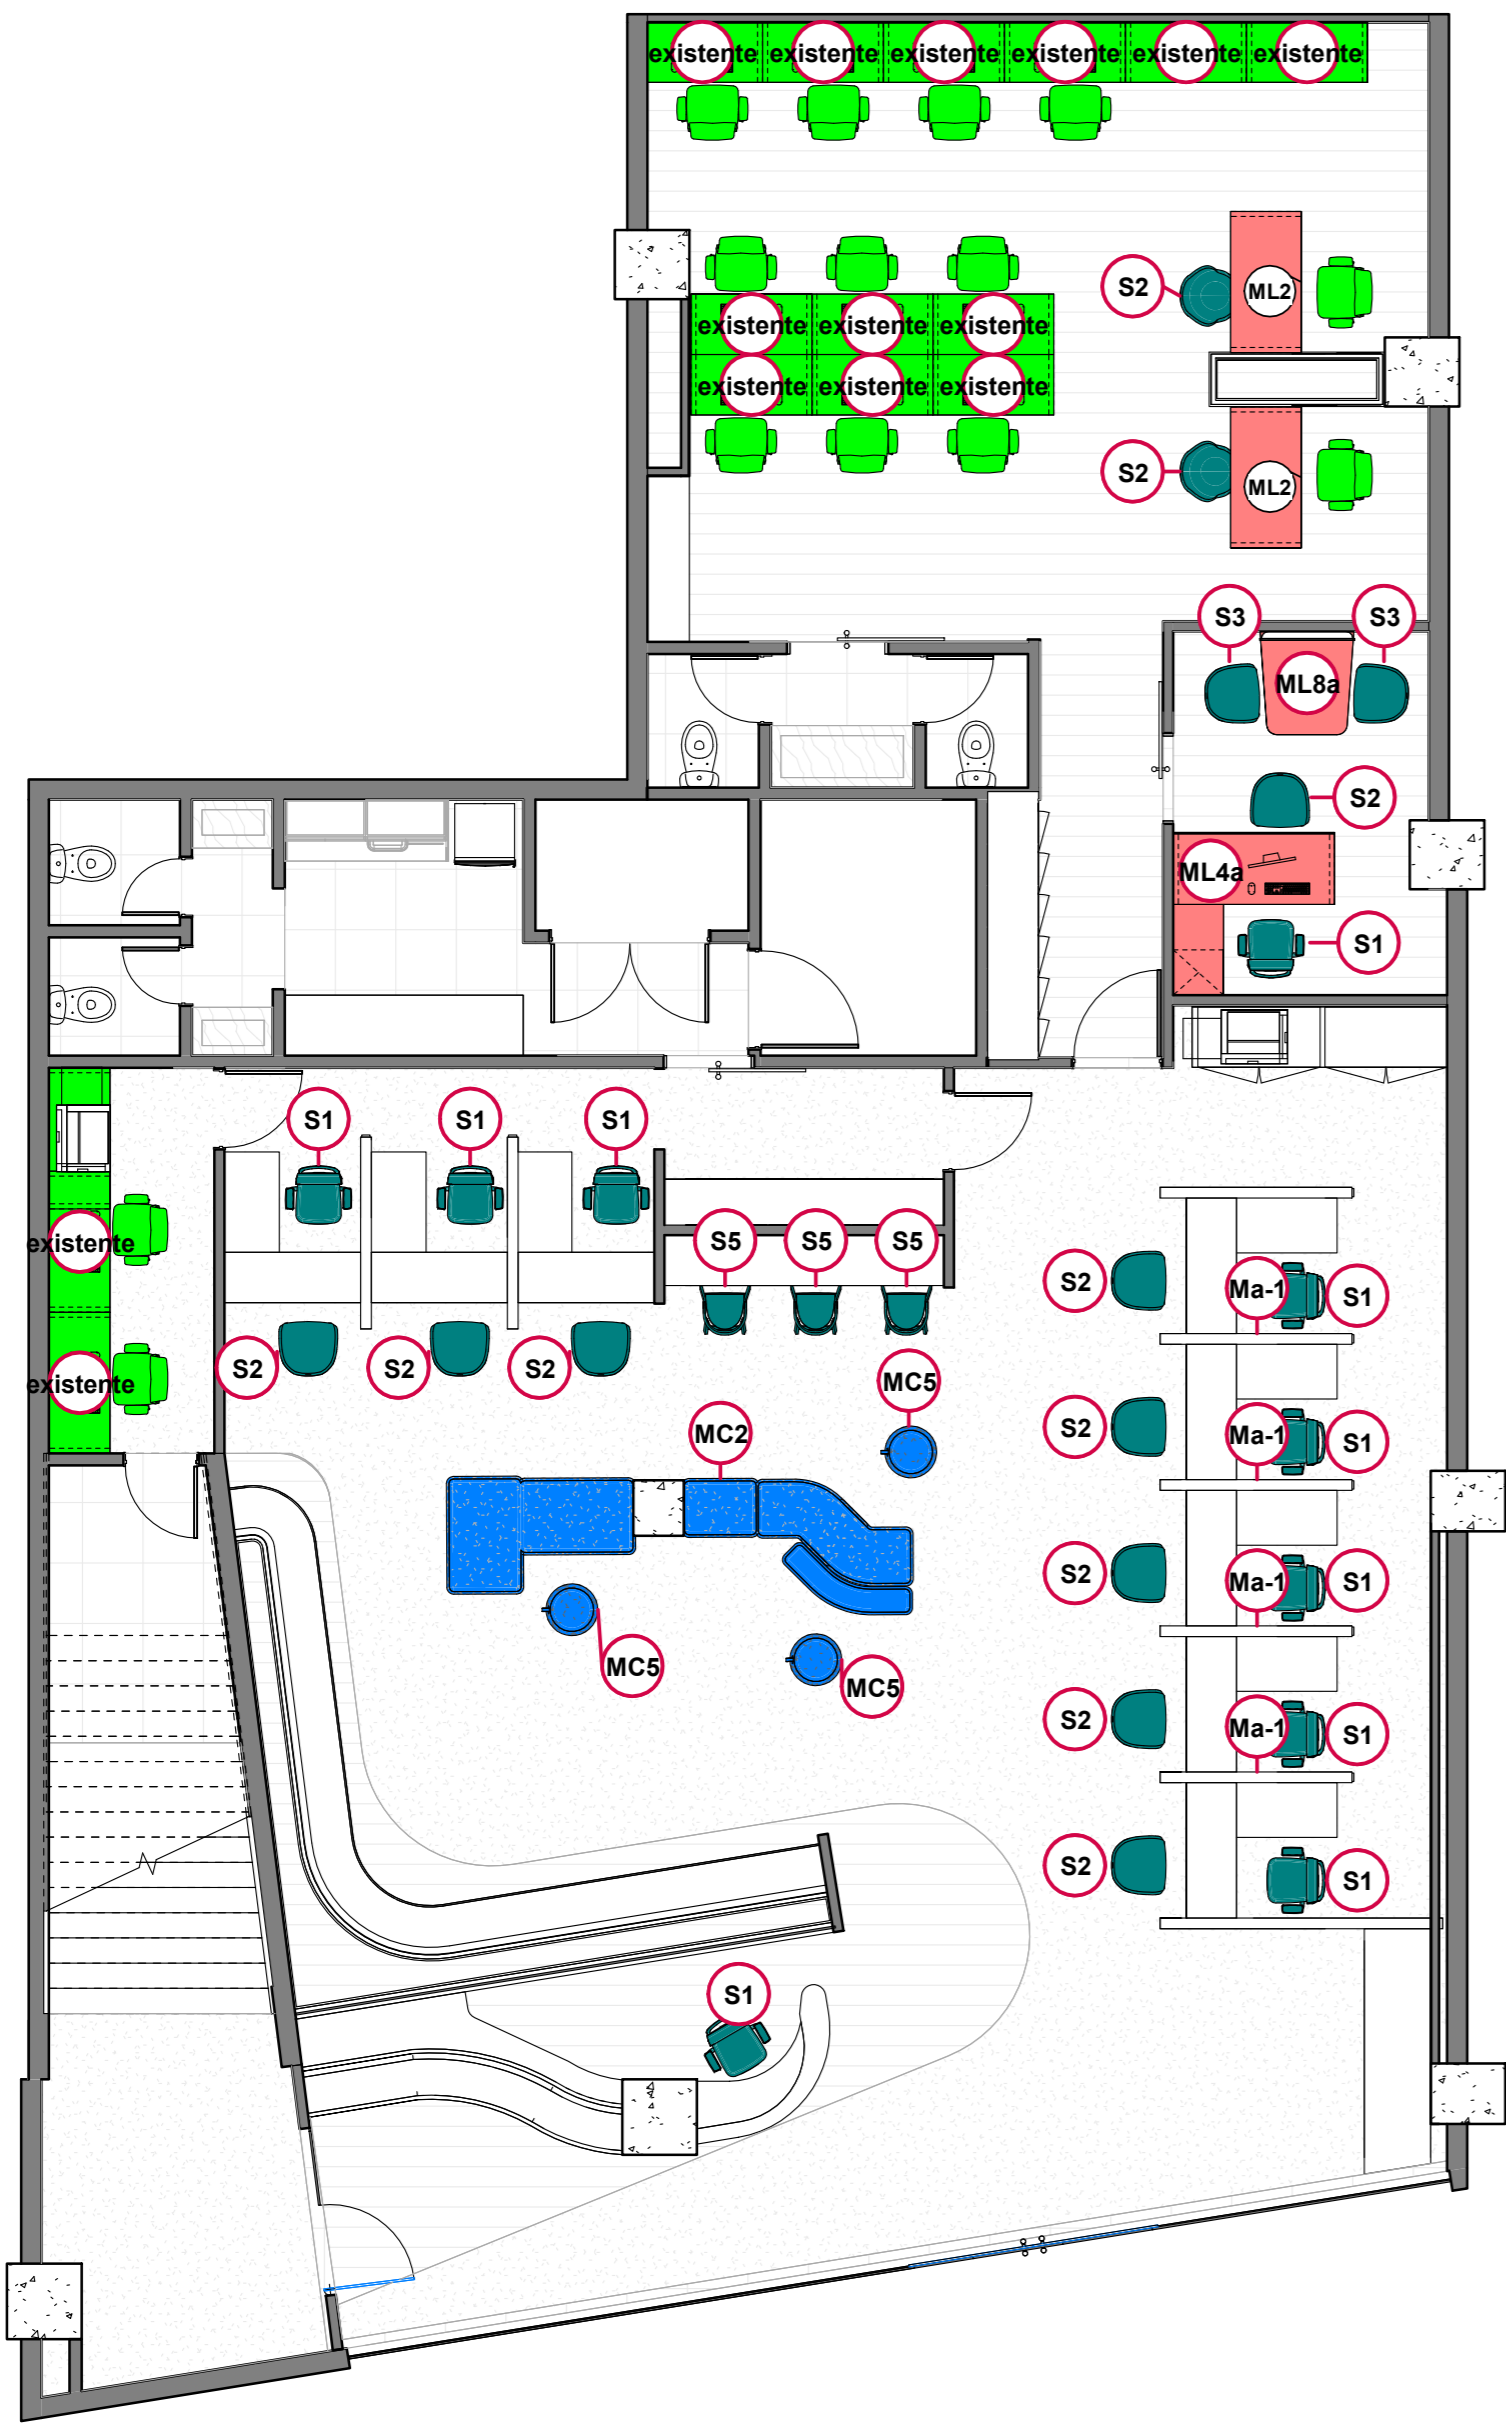 existente existente existente existente existente existente
S2 ML2
existente existente existente
existente existente existente
S2 ML2
S3 S3
ML8a
S2
ML4a
S1
S1 S1 S1
existente
S5 S5 S5
S2 Ma-1 S1
S2 S2 S2
existente
MC5
MC2
S2 Ma-1 S1
S2 Ma-1 S1
MC5
MC5
S2 Ma-1 S1
S2 S1
S1